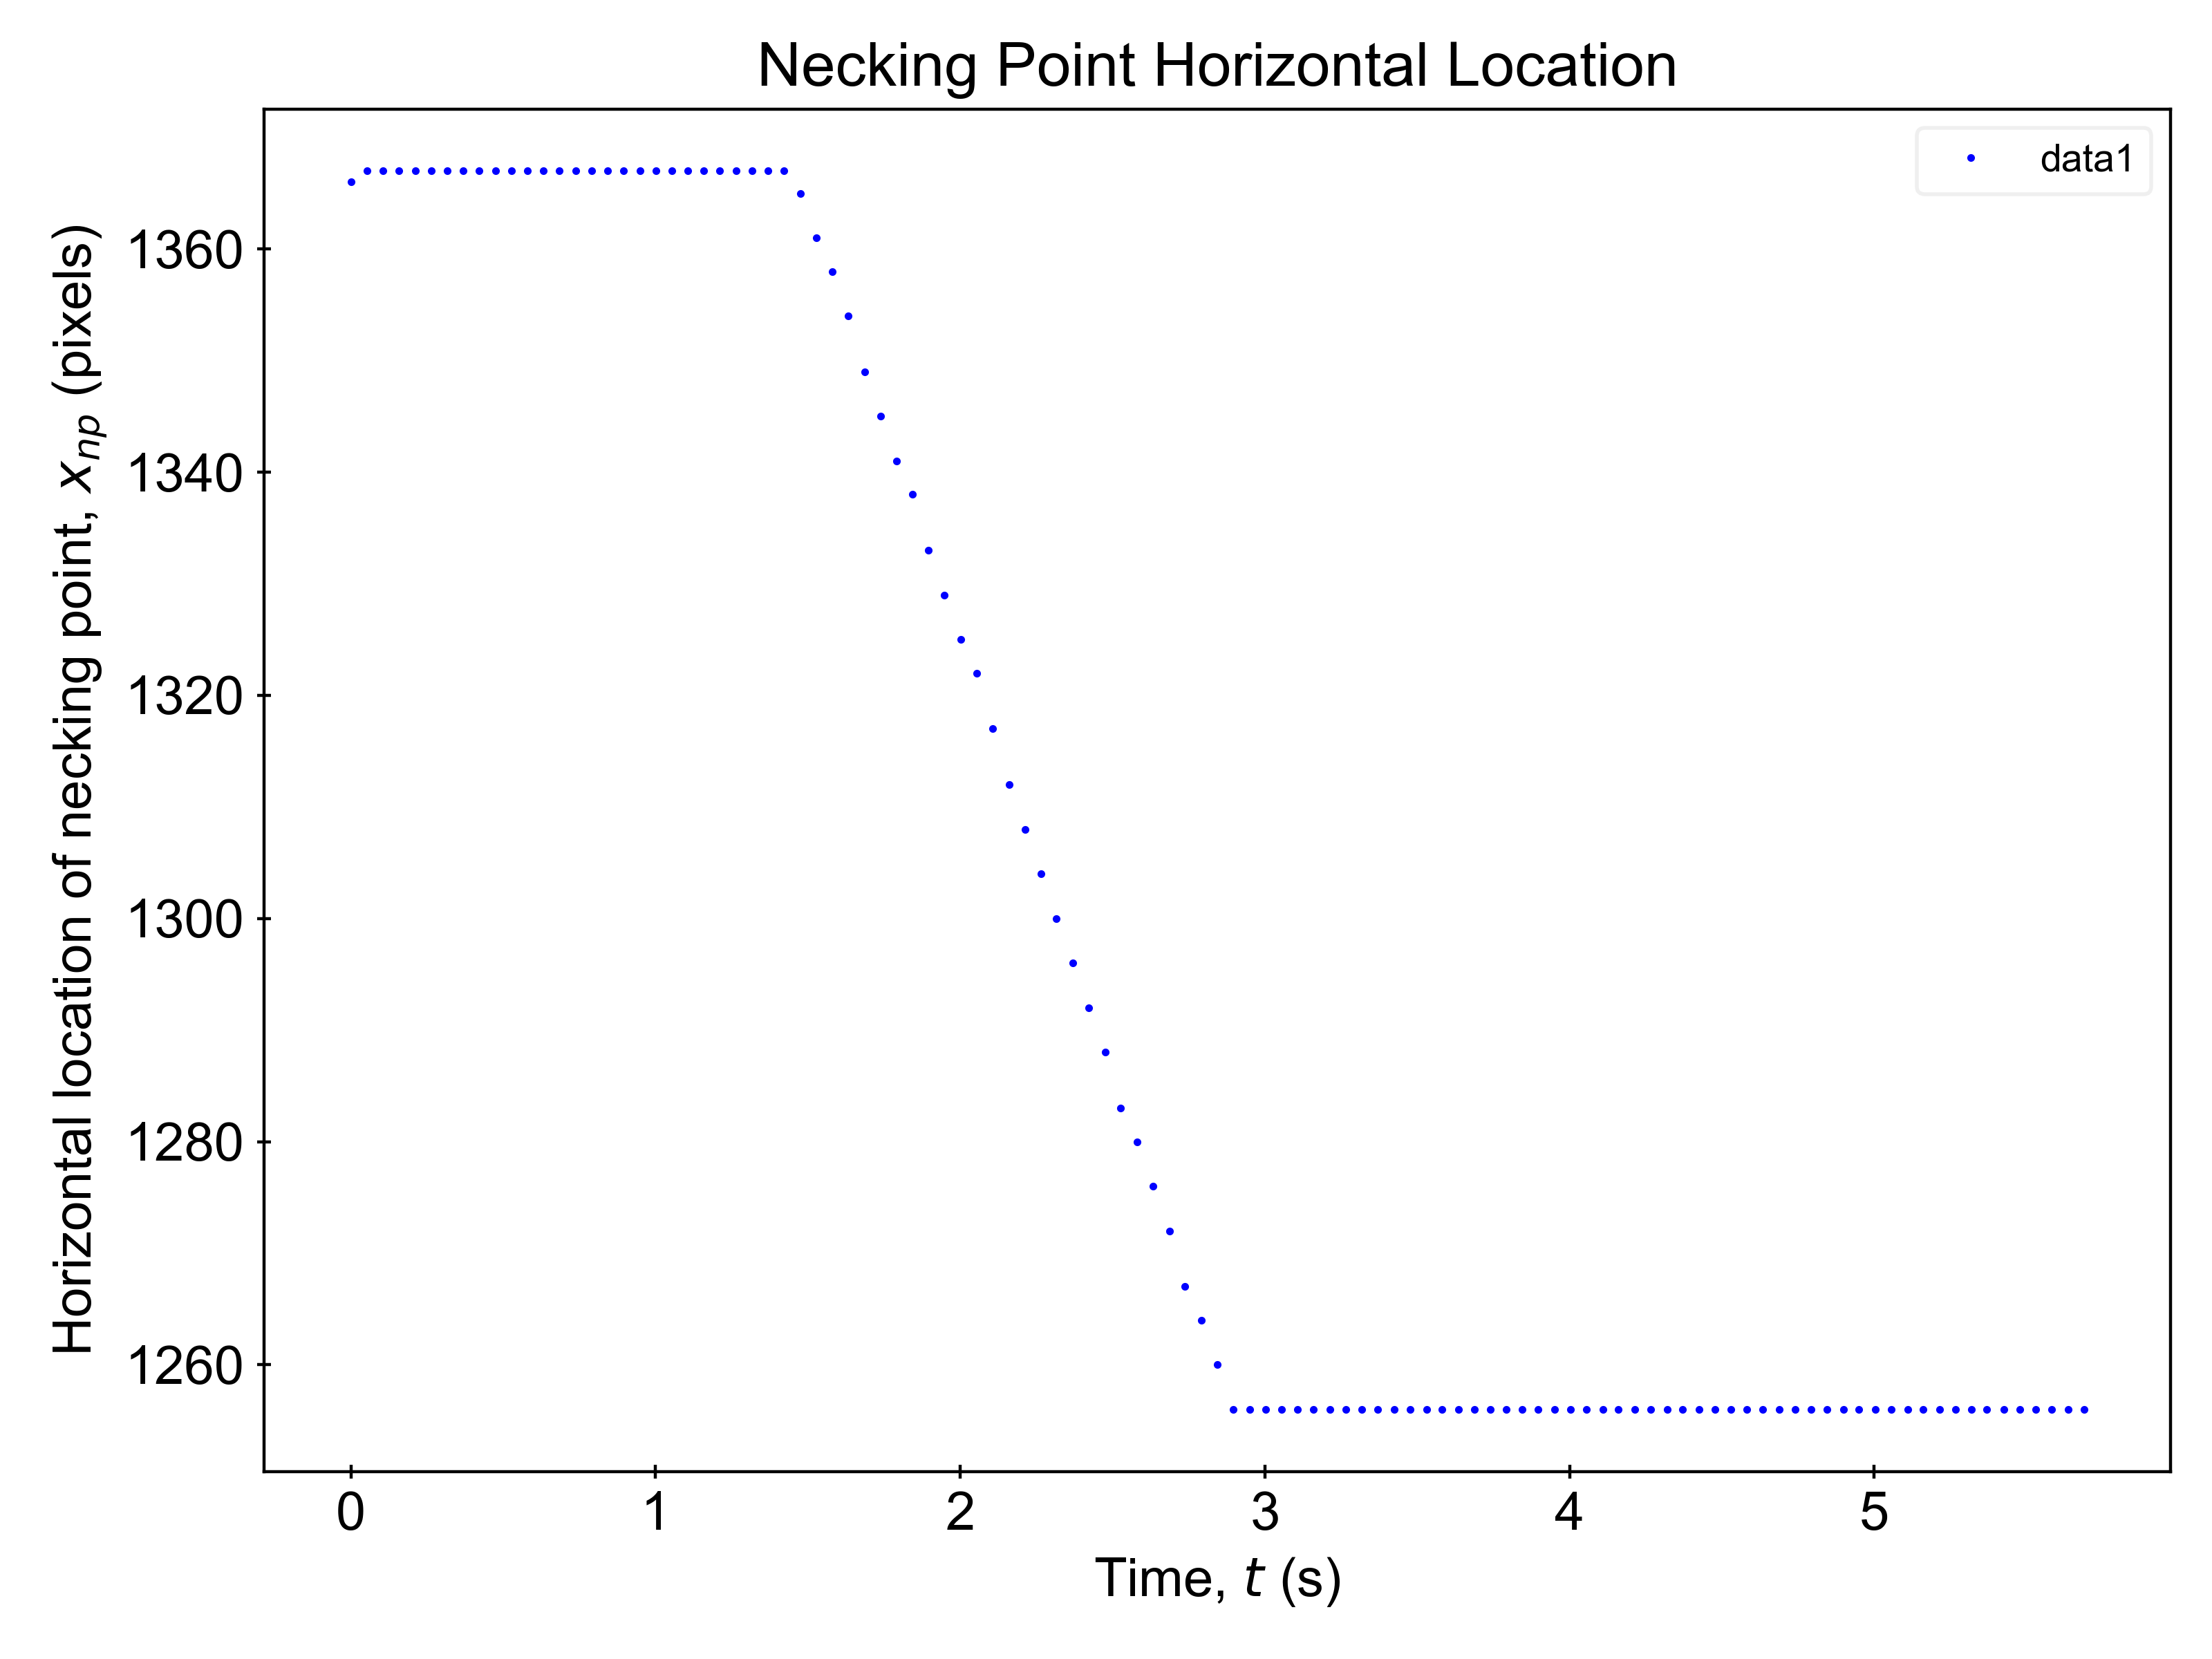 Necking Point Horizontal Location
data1
Horizontal location of necking point, x_np (pixels)
1360
1340
1320
1300
1280
1260
0 1 2 3 4 5
Time, t (s)